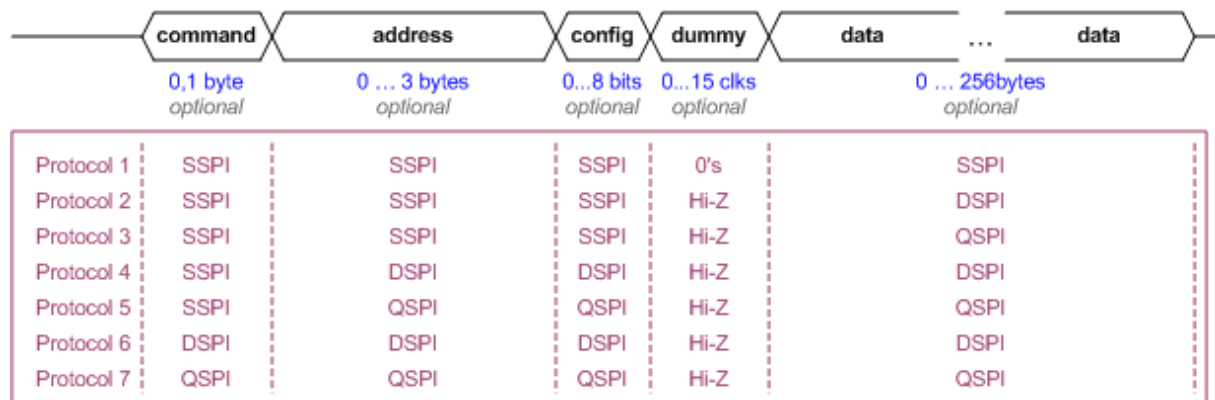 command address config dummy data ... data
0,1 byte 0 ... 3 bytes 0...8 bits 0...15 clks 0 ... 256bytes
optional optional optional optional optional
Protocol 1 SSPI SSPI SSPI 0's SSPI
Protocol 2 SSPI SSPI SSPI Hi-Z DSPI
Protocol 3 SSPI SSPI SSPI Hi-Z QSPI
Protocol 4 SSPI DSPI DSPI Hi-Z DSPI
Protocol 5 SSPI QSPI QSPI Hi-Z QSPI
Protocol 6 DSPI DSPI DSPI Hi-Z DSPI
Protocol 7 QSPI QSPI QSPI Hi-Z QSPI